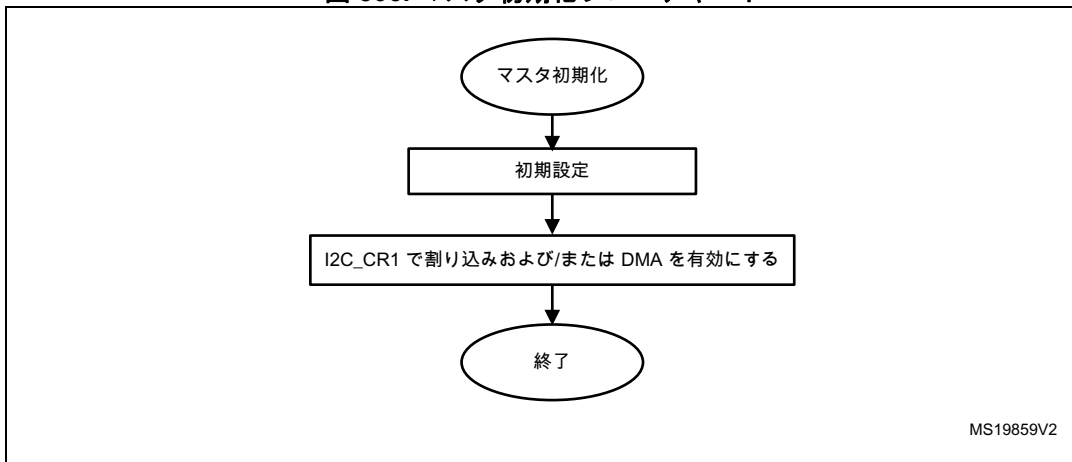 マスタ初期化
初期設定
I2C_CR1 で割り込みおよび/または DMA を有効にする
終了
MS19859V2